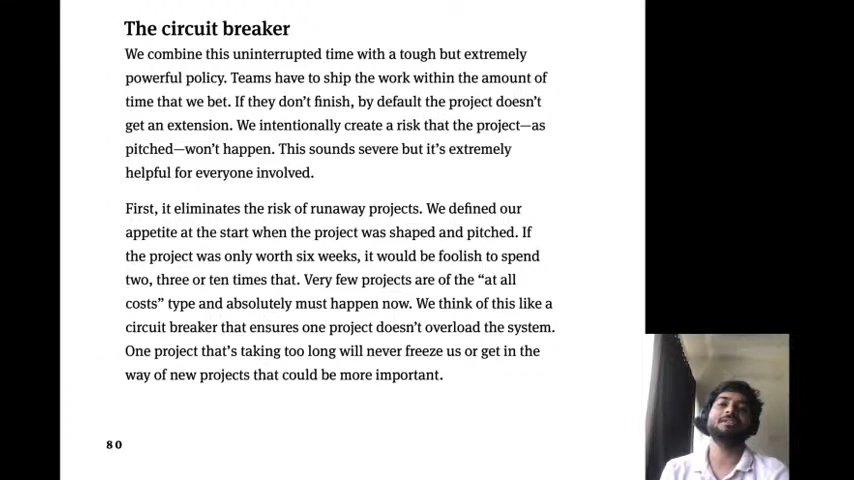 The circuit breaker
We combine this uninterrupted time with a tough but extremely
powerful policy. Teams have to ship the work within the amount of
time that we bet. If they don’t finish, by default the project doesn’t
get an extension. We intentionally create a risk that the project—as
pitched—won’t happen. This sounds severe but it’s extremely
helpful for everyone involved.
First, it eliminates the risk of runaway projects. We defined our
appetite at the start when the project was shaped and pitched. If
the project was only worth six weeks, it would be foolish to spend
two, three or ten times that. Very few projects are of the “at all
costs” type and absolutely must happen now. We think of this like a
circuit breaker that ensures one project doesn’t overload the system.
One project that’s taking too long will never freeze us or get in the
way of new projects that could be more important.
80